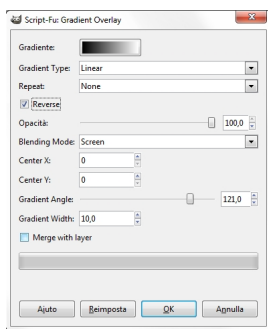 Script-Fu: Gradient Overlay
Gradiente:
Gradient Type: Linear
Repeat: None
Reverse
Opacità: 100,0
Blending Mode: Screen
Center X: 0
Center Y: 0
Gradient Angle: 121,0
Gradient Width: 10,0
Merge with layer
Aiuto Reimposta OK Annulla